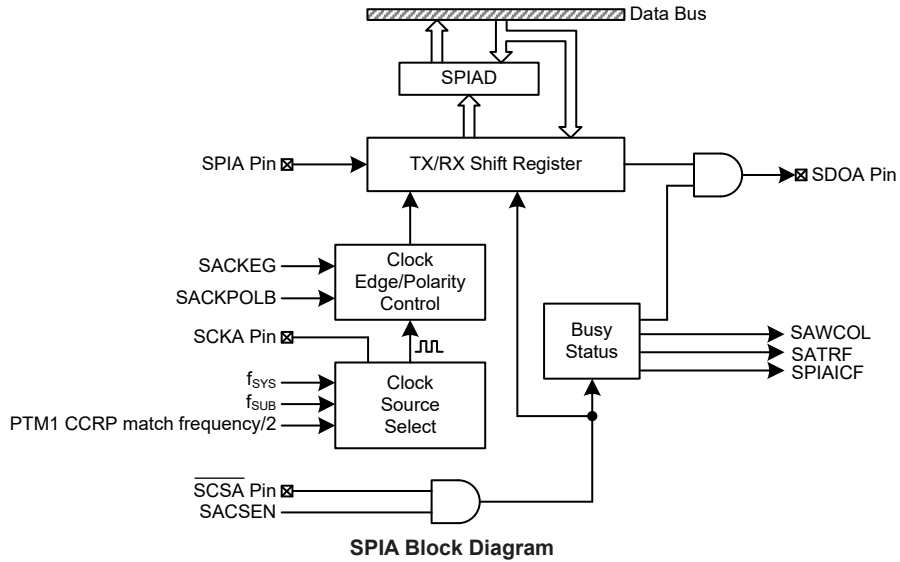 Data Bus
SPIAD
SPIA Pin
TX/RX Shift Register
SDOA Pin
SACKEG
SACKPOLB
Clock
Edge/Polarity
Control
SCKA Pin
Busy
Status
SAWCOL
SATRF
SPIAICF
fSYS
fSUB
PTM1 CCRP match frequency/2
Clock
Source
Select
SCSA Pin
SACSEN
SPIA Block Diagram